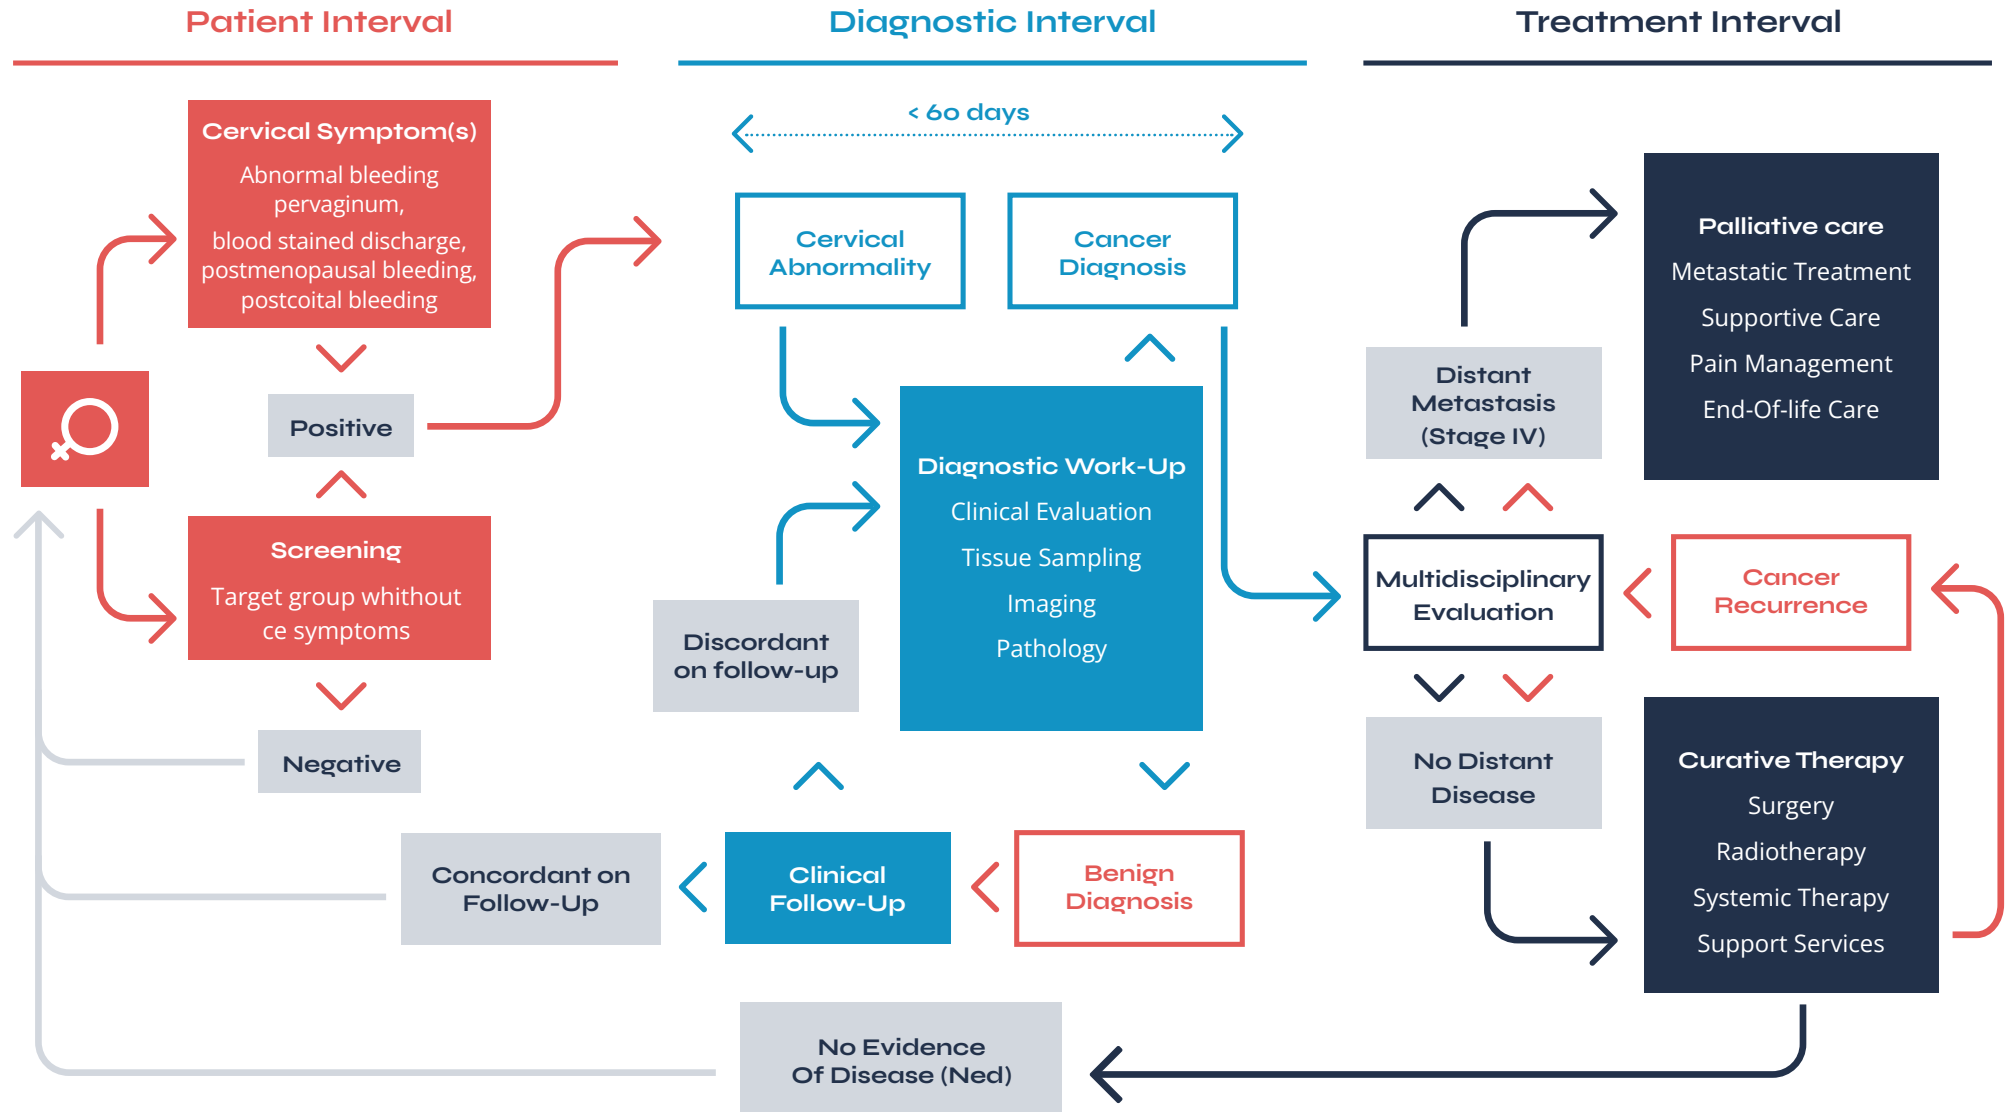 Patient Interval
Diagnostic Interval
Treatment Interval
Cervical Symptom(s)
Abnormal bleeding
pervaginum,
blood stained discharge,
postmenopausal bleeding,
postcoital bleeding
Positive
Screening
Target group whithout
ce symptoms
Negative
< 60 days
Cervical
Abnormality
Cancer
Diagnosis
Diagnostic Work-Up
Clinical Evaluation
Tissue Sampling
Imaging
Pathology
Discordant
on follow-up
Concordant on
Follow-Up
Clinical
Follow-Up
Benign
Diagnosis
No Evidence
Of Disease (Ned)
Distant
Metastasis
(Stage IV)
Palliative care
Metastatic Treatment
Supportive Care
Pain Management
End-Of-life Care
Multidisciplinary
Evaluation
Cancer
Recurrence
No Distant
Disease
Curative Therapy
Surgery
Radiotherapy
Systemic Therapy
Support Services